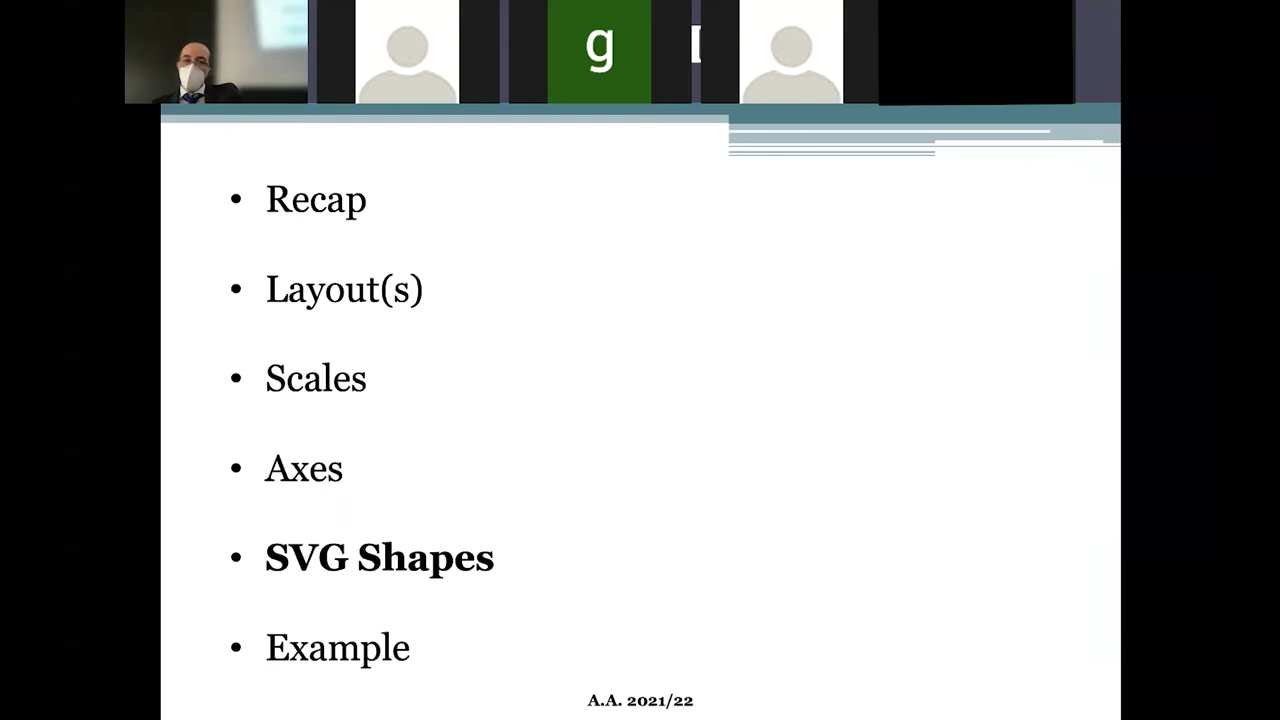 g
• Recap
• Layout(s)
• Scales
• Axes
• SVG Shapes
• Example
A.A. 2021/22